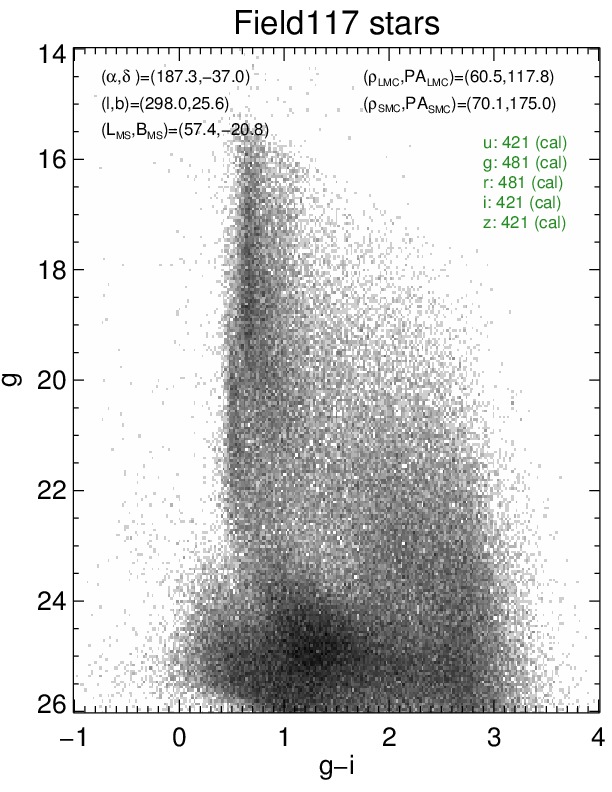 Field117 stars
(α,δ)=(187.3,−37.0)
(ρLMC,PALMC)=(60.5,117.8)
(l,b)=(298.0,25.6)
(ρSMC,PASMC)=(70.1,175.0)
(LMS,BMS)=(57.4,−20.8)
u: 421 (cal)
g: 481 (cal)
r: 481 (cal)
i: 421 (cal)
z: 421 (cal)
14
16
18
20
22
24
26
g
−1 0 1 2 3 4
g−i